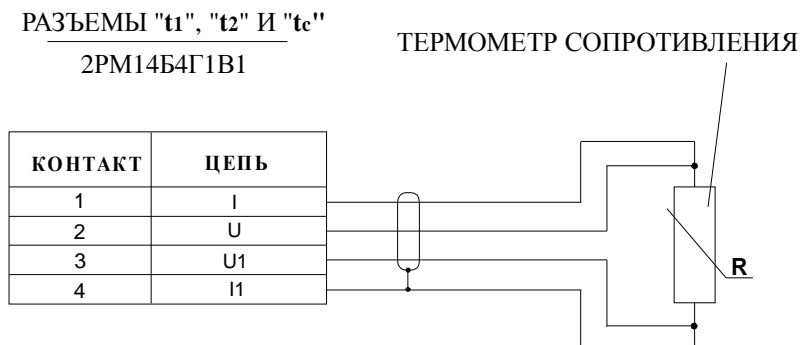 РАЗЪЕМЫ "t1", "t2" И "tc"
2РМ14Б4Г1В1
ТЕРМОМЕТР СОПРОТИВЛЕНИЯ
КОНТАКТ ЦЕПЬ
1 I
2 U
3 U1
4 I1
R